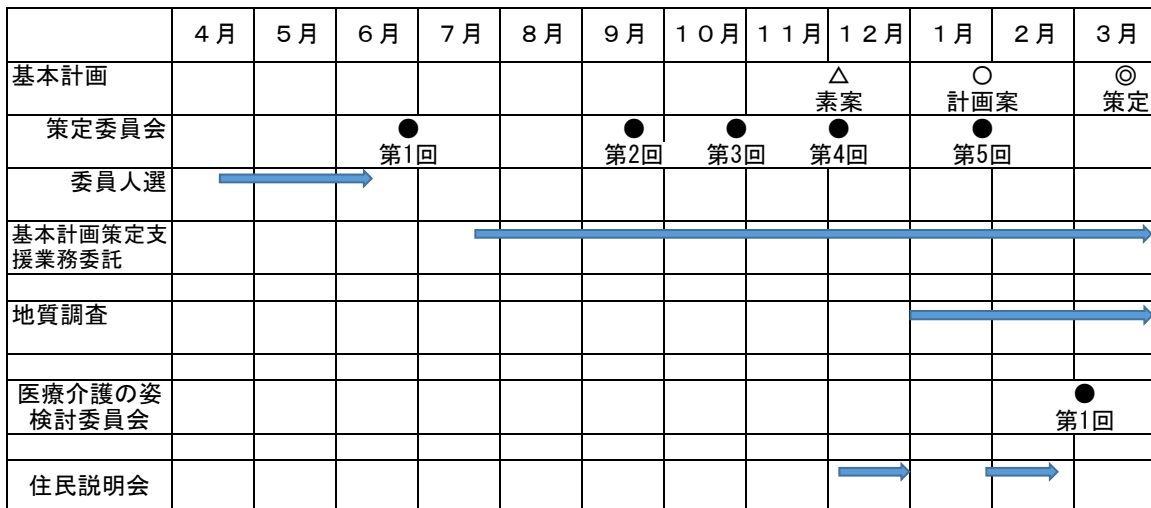 ４月 ５月 ６月 ７月 ８月 ９月 １０月 １１月 １２月 １月 ２月 ３月
基本計画 △ ○ ◎
素案 計画案 策定
策定委員会 ● ● ● ● ●
第1回 第2回 第3回 第4回 第5回
委員人選
基本計画策定支
援業務委託
地質調査
医療介護の姿 ●
検討委員会 第1回
住民説明会